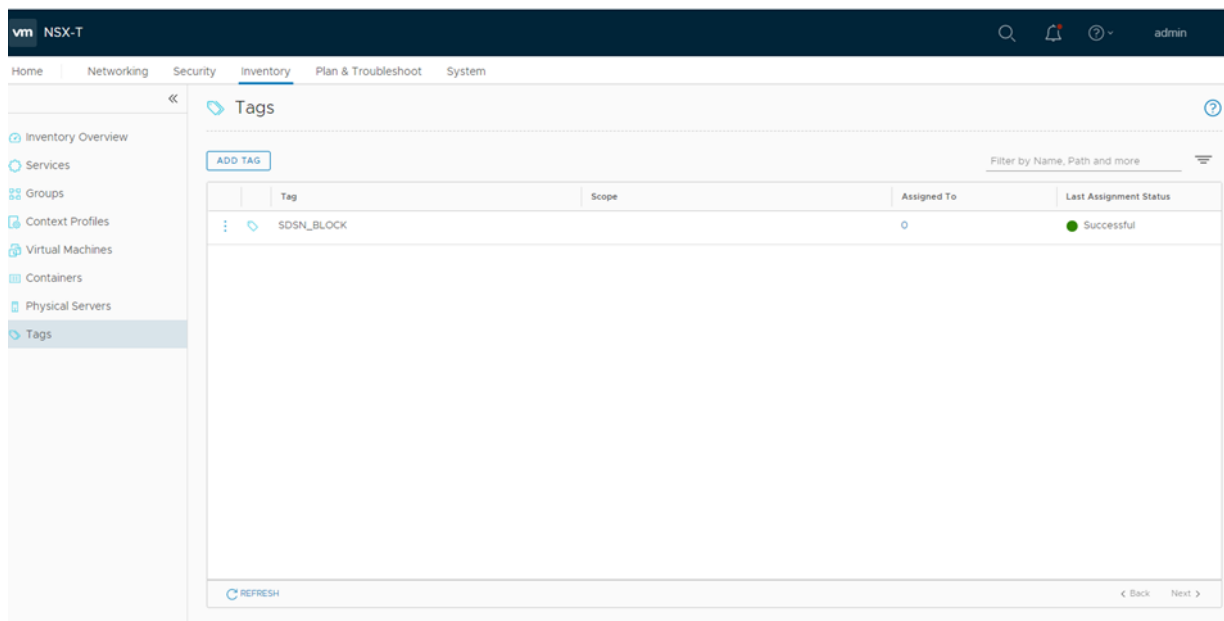 vm NSX-T
admin
Home Networking Security Inventory Plan & Troubleshoot System
Tags
Inventory Overview
Services
Groups
Context Profiles
Virtual Machines
Containers
Physical Servers
Tags
ADD TAG
Filter by Name, Path and more
Tag Scope Assigned To Last Assignment Status
SDSN_BLOCK 0 Successful
REFRESH
Back Next